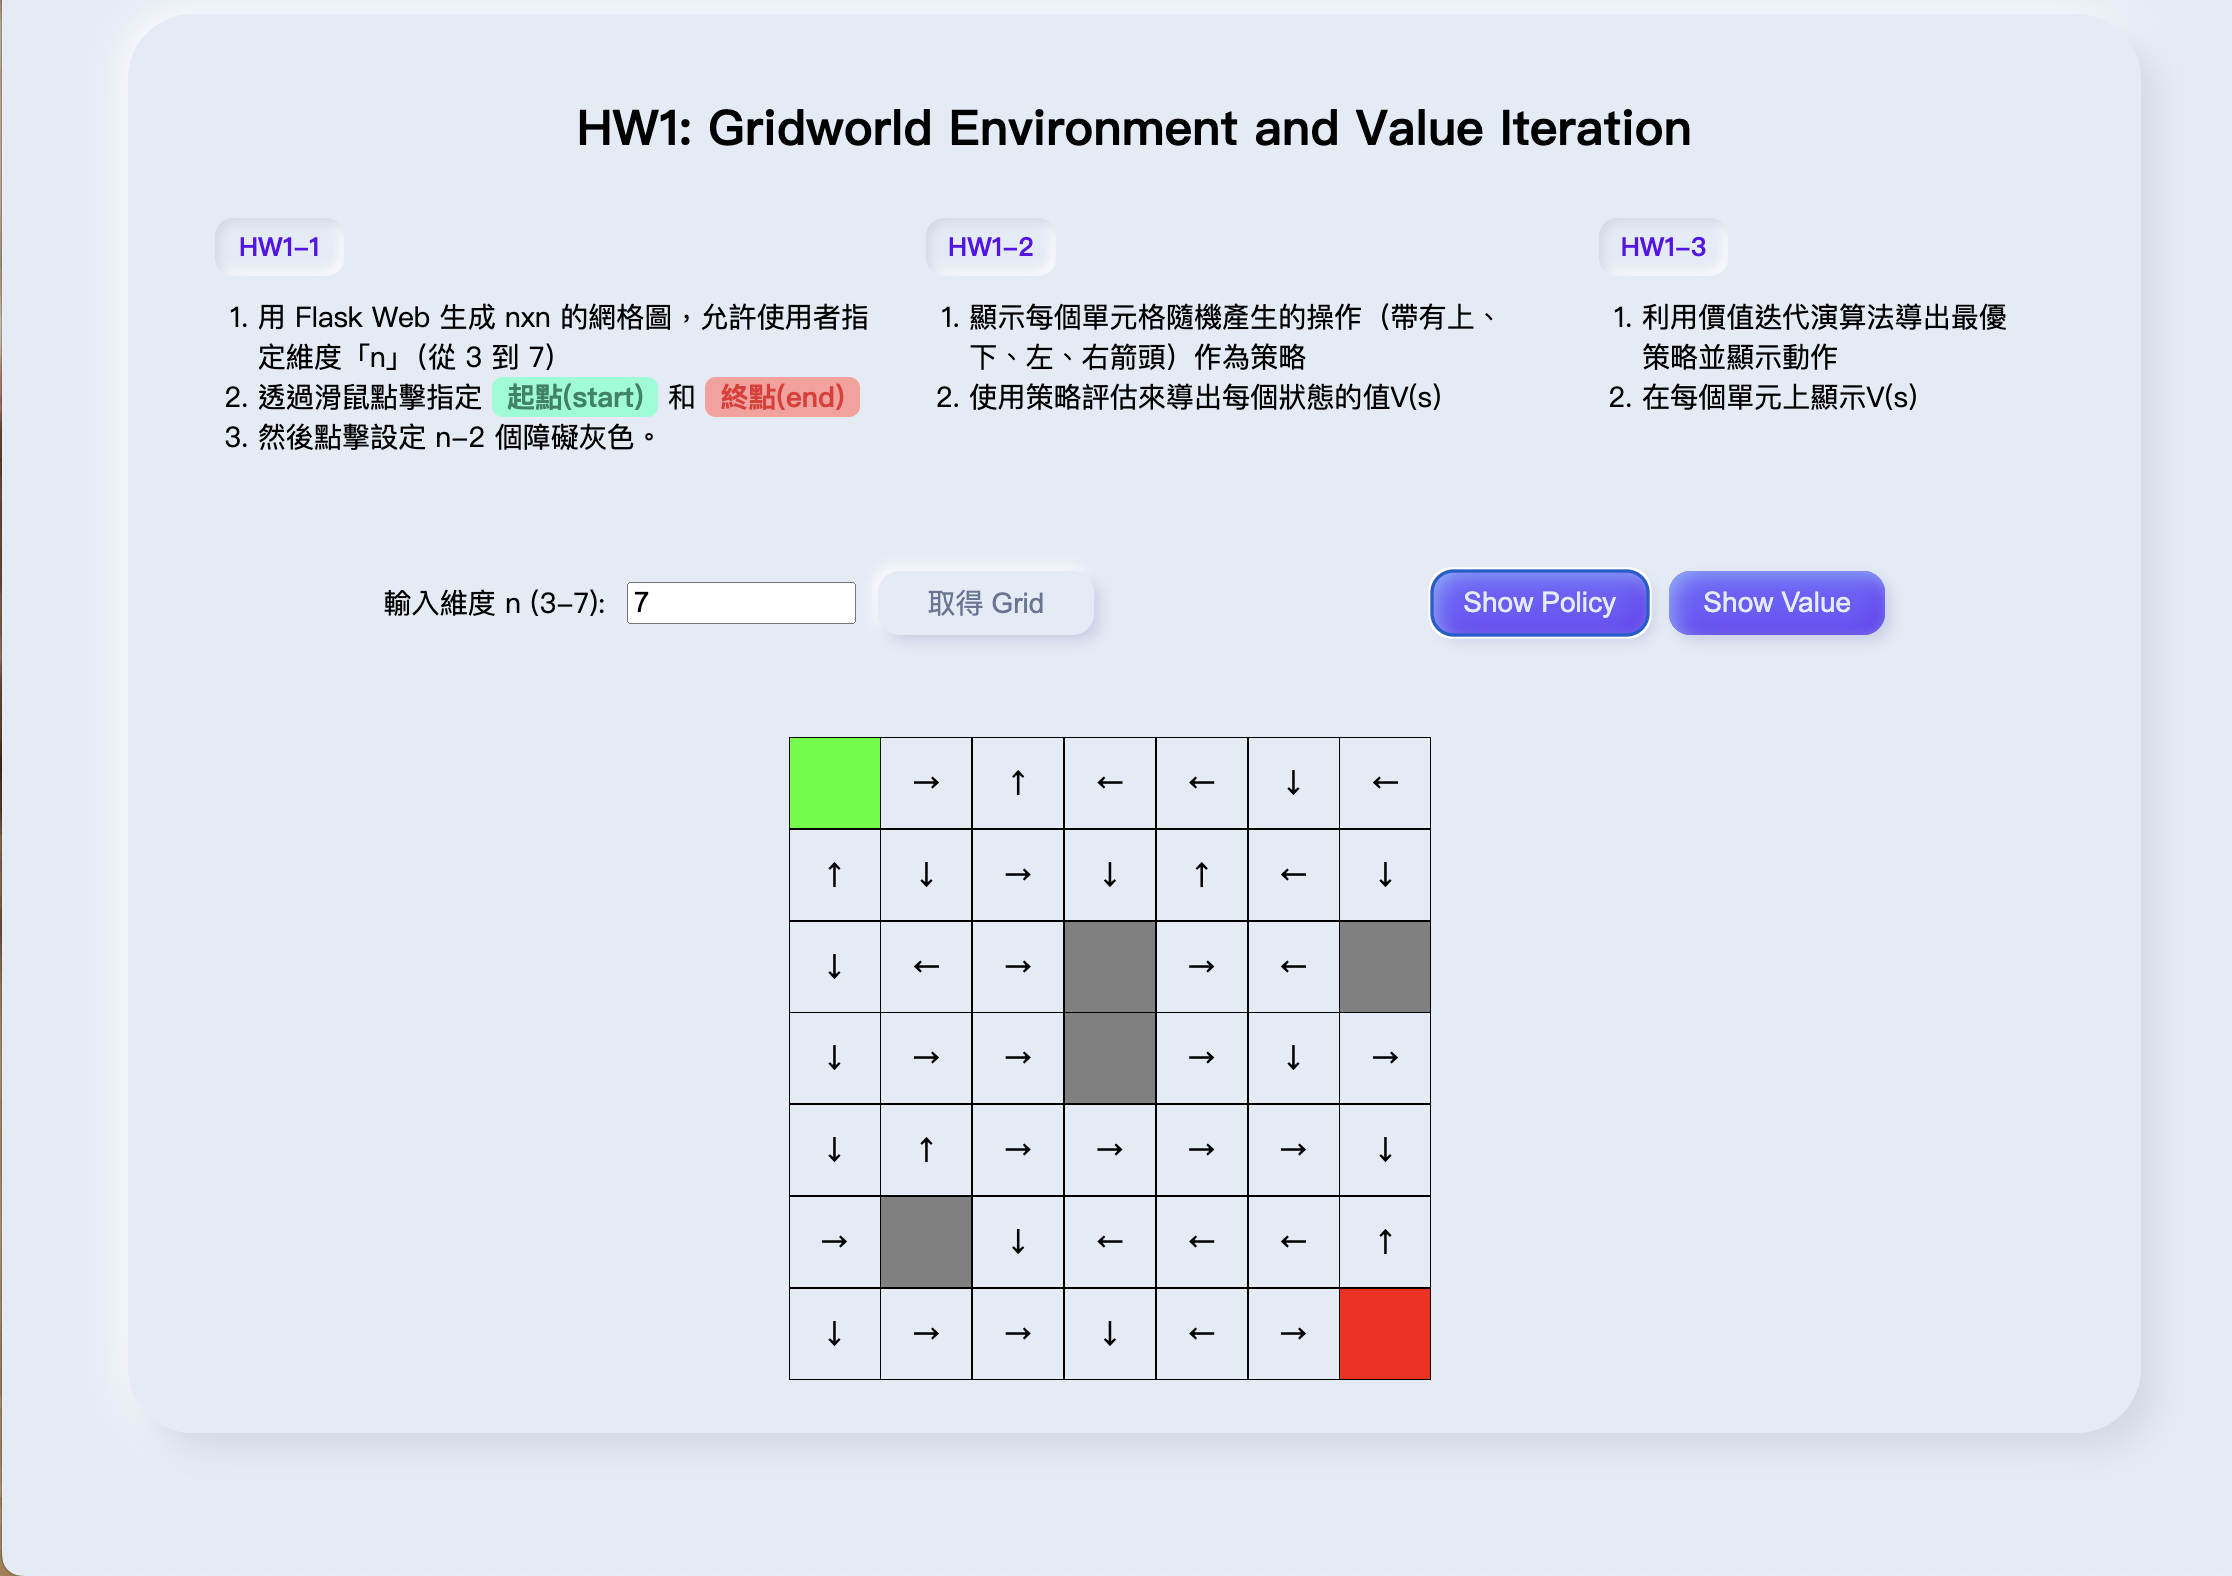 HW1: Gridworld Environment and Value Iteration
HW1-1
1. 用 Flask Web 生成 nxn 的網格圖，允許使用者指
定維度「n」（從 3 到 7）
2. 透過滑鼠點擊指定 起點(start) 和 終點(end)
3. 然後點擊設定 n-2 個障礙灰色。
HW1-2
1. 顯示每個單元格隨機產生的操作（帶有上、
下、左、右箭頭）作為策略
2. 使用策略評估來導出每個狀態的值V(s)
HW1-3
1. 利用價值迭代演算法導出最優
策略並顯示動作
2. 在每個單元上顯示V(s)
輸入維度 n (3-7): 7 取得 Grid Show Policy Show Value
→ ↑ ← ← ↓ ←
↑ ↓ → ↓ ↑ ← ↓
↓ ← → → ←
↓ → → → ↓ →
↓ ↑ → → → → ↓
→ ↓ ← ← ← ↑
↓ → → ↓ ← →